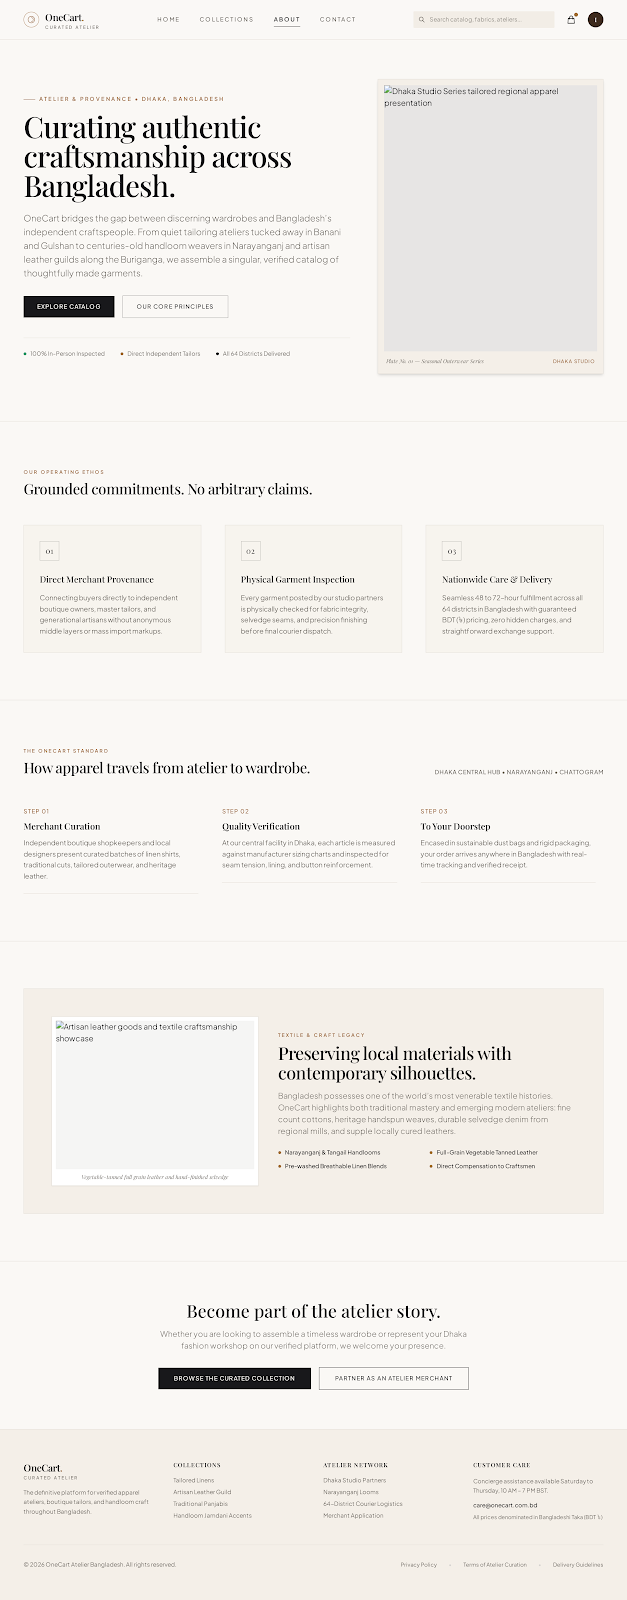 OneCart.
CURATED ATELIER
HOME
COLLECTIONS
ABOUT
CONTACT
Search catalog, fabrics, ateliers...
I
ATELIER & PROVENANCE • DHAKA, BANGLADESH
Curating authentic
craftsmanship across
Bangladesh.
OneCart bridges the gap between discerning wardrobes and Bangladesh's
independent craftspeople. From quiet tailoring ateliers tucked away in Banani
and Gulshan to centuries-old handloom weavers in Narayanganj and artisan
leather guilds along the Buriganga, we assemble a singular, verified catalog of
thoughtfully made garments.
EXPLORE CATALOG
OUR CORE PRINCIPLES
100% In-Person Inspected
Direct Independent Tailors
All 64 Districts Delivered
Dhaka Studio Series tailored regional apparel
presentation
Plate No. 01 — Seasonal Outerwear Series
DHAKA STUDIO
OUR OPERATING ETHOS
Grounded commitments. No arbitrary claims.
01
Direct Merchant Provenance
Connecting buyers directly to independent
boutique owners, master tailors, and
generational artisans without anonymous
middle layers or mass import markups.
02
Physical Garment Inspection
Every garment posted by our studio partners
is physically checked for fabric integrity,
selvedge seams, and precision finishing
before final courier dispatch.
03
Nationwide Care & Delivery
Seamless 48 to 72-hour fulfillment across all
64 districts in Bangladesh with guaranteed
BDT (৳) pricing, zero hidden charges, and
straightforward exchange support.
THE ONECART STANDARD
How apparel travels from atelier to wardrobe.
DHAKA CENTRAL HUB • NARAYANGANJ • CHATTOGRAM
STEP 01
Merchant Curation
Independent boutique shopkeepers and local
designers present curated batches of linen shirts,
traditional cuts, tailored outerwear, and heritage
leather.
STEP 02
Quality Verification
At our central facility in Dhaka, each article is measured
against manufacturer sizing charts and inspected for
seam tension, lining, and button reinforcement.
STEP 03
To Your Doorstep
Encased in sustainable dust bags and rigid packaging,
your order arrives anywhere in Bangladesh with real-
time tracking and verified receipt.
Artisan leather goods and textile craftsmanship
showcase
Vegetable-tanned full grain leather and hand-finished selvedge
TEXTILE & CRAFT LEGACY
Preserving local materials with
contemporary silhouettes.
Bangladesh possesses one of the world's most venerable textile histories.
OneCart highlights both traditional mastery and emerging modern ateliers: fine
count cottons, heritage handspun weaves, durable selvedge denim from
regional mills, and supple locally cured leathers.
Narayanganj & Tangail Handlooms
Full-Grain Vegetable Tanned Leather
Pre-washed Breathable Linen Blends
Direct Compensation to Craftsmen
Become part of the atelier story.
Whether you are looking to assemble a timeless wardrobe or represent your Dhaka
fashion workshop on our verified platform, we welcome your presence.
BROWSE THE CURATED COLLECTION
PARTNER AS AN ATELIER MERCHANT
OneCart.
CURATED ATELIER
The definitive platform for verified apparel
ateliers, boutique tailors, and handloom craft
throughout Bangladesh.
COLLECTIONS
Tailored Linens
Artisan Leather Guild
Traditional Panjabis
Handloom Jamdani Accents
ATELIER NETWORK
Dhaka Studio Partners
Narayanganj Looms
64-District Courier Logistics
Merchant Application
CUSTOMER CARE
Concierge assistance available Saturday to
Thursday, 10 AM – 7 PM BST.
care@onecart.com.bd
All prices denominated in Bangladeshi Taka (BDT ৳)
© 2026 OneCart Atelier Bangladesh. All rights reserved.
Privacy Policy
Terms of Atelier Curation
Delivery Guidelines